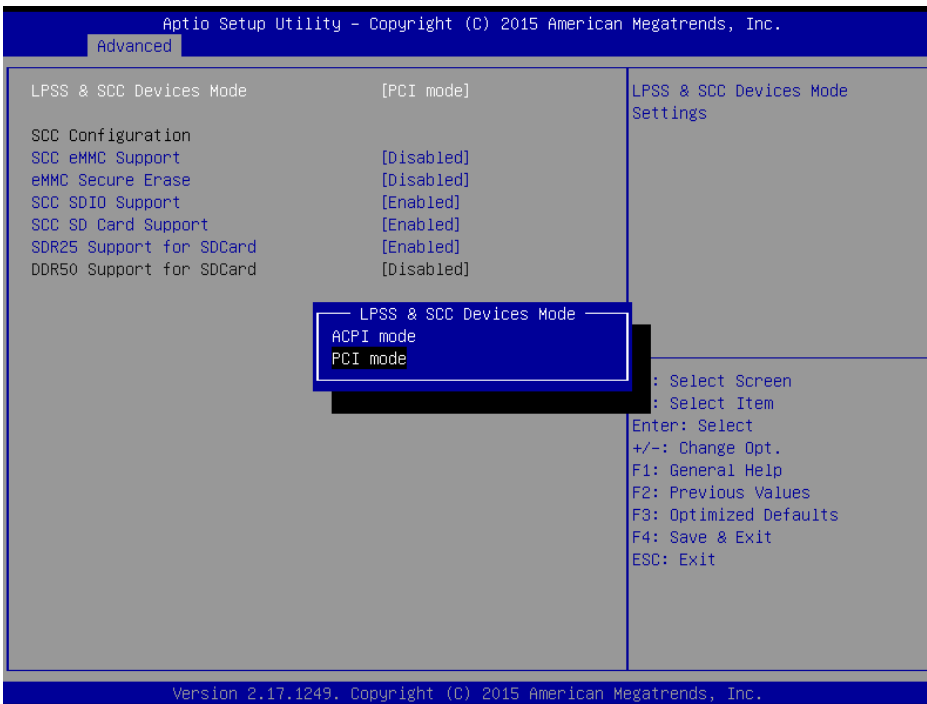 Aptio Setup Utility – Copyright (C) 2015 American Megatrends, Inc.
Advanced
LPSS & SCC Devices Mode [PCI mode]
SCC Configuration
SCC eMMC Support [Disabled]
eMMC Secure Erase [Disabled]
SCC SDIO Support [Enabled]
SCC SD Card Support [Enabled]
SDR25 Support for SDCard [Enabled]
DDR50 Support for SDCard [Disabled]
LPSS & SCC Devices Mode
ACPI mode
PCI mode
LPSS & SCC Devices Mode
Settings
: Select Screen
: Select Item
Enter: Select
+/-: Change Opt.
F1: General Help
F2: Previous Values
F3: Optimized Defaults
F4: Save & Exit
ESC: Exit
Version 2.17.1249. Copyright (C) 2015 American Megatrends, Inc.